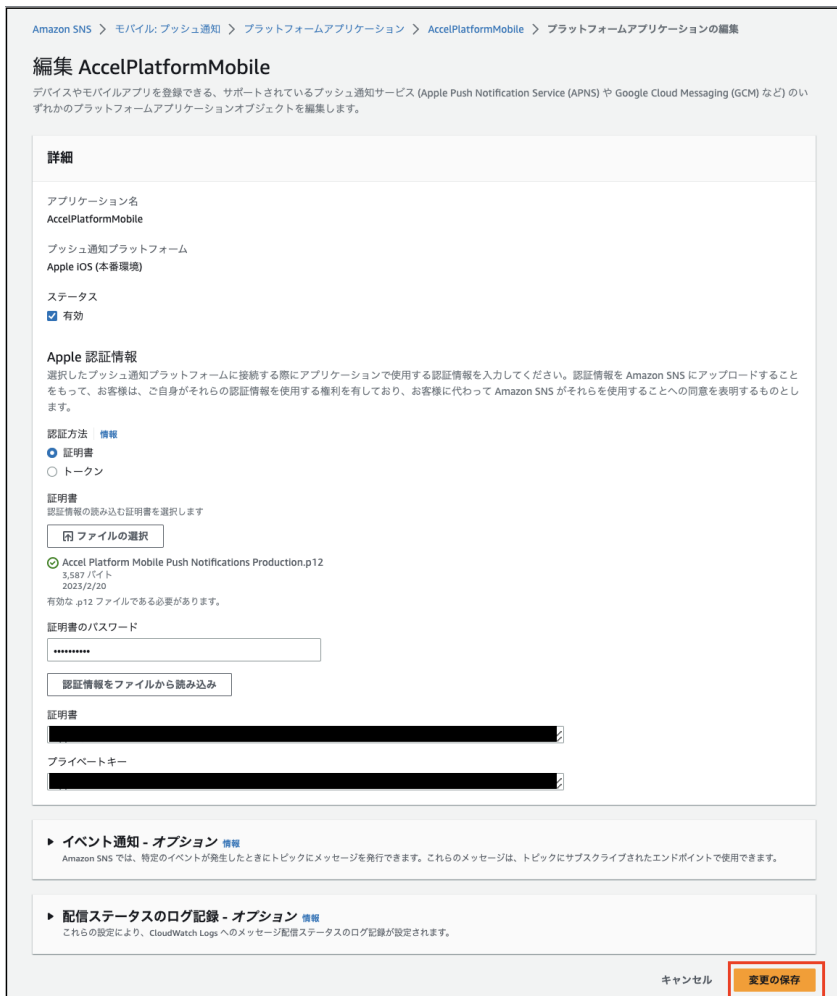 Amazon SNS > モバイル: プッシュ通知 > プラットフォームアプリケーション > AccelPlatformMobile > プラットフォームアプリケーションの編集
編集 AccelPlatformMobile
デバイスやモバイルアプリを登録できる、サポートされているプッシュ通知サービス (Apple Push Notification Service (APNS) や Google Cloud Messaging (GCM) など) のい
ずれかのプラットフォームアプリケーションオブジェクトを編集します。
詳細
アプリケーション名
AccelPlatformMobile
プッシュ通知プラットフォーム
Apple iOS (本番環境)
ステータス
有効
Apple 認証情報
選択したプッシュ通知プラットフォームに接続する際にアプリケーションで使用する認証情報を入力してください。認証情報を Amazon SNS にアップロードすること
をもって、お客様は、ご自身がそれらの認証情報を使用する権利を有しており、お客様に代わって Amazon SNS がそれらを使用することへの同意を表明するものとし
ます。
認証方法 情報
証明書
トークン
証明書
認証情報の読み込む証明書を選択します
ファイルの選択
Accel Platform Mobile Push Notifications Production.p12
3,587 バイト
2023/2/20
有効な .p12 ファイルである必要があります。
証明書のパスワード
••••••••••
認証情報をファイルから読み込み
証明書
プライベートキー
イベント通知 - オプション 情報
Amazon SNS では、特定のイベントが発生したときにトピックにメッセージを発行できます。これらのメッセージは、トピックにサブスクライブされたエンドポイントで使用できます。
配信ステータスのログ記録 - オプション 情報
これらの設定により、CloudWatch Logs へのメッセージ配信ステータスのログ記録が設定されます。
キャンセル 変更の保存